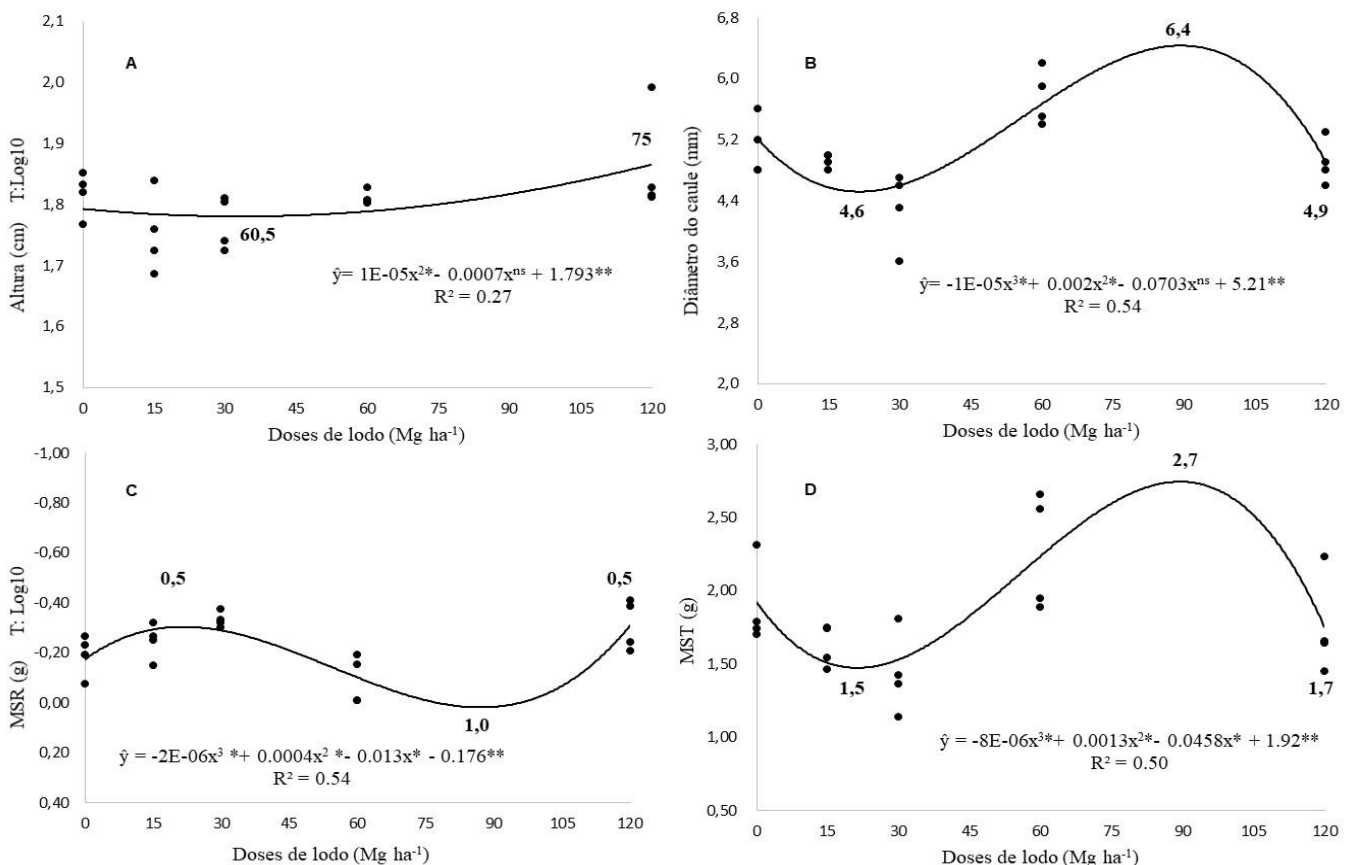 2,1
2,0
1,9
1,8
1,7
1,6
1,5
Altura (cm) T:Log10
A
75
60,5
ŷ= 1E-05x²*- 0.0007xⁿˢ + 1.793**
R² = 0.27
0 15 30 45 60 75 90 105 120
Doses de lodo (Mg ha⁻¹)
6,8
6,0
5,2
4,4
3,6
2,8
2,0
Diâmetro do caule (mm)
B
6,4
4,6
4,9
ŷ= -1E-05x³*+ 0.002x²*- 0.0703xⁿˢ + 5.21**
R² = 0.54
0 15 30 45 60 75 90 105 120
Doses de lodo (Mg ha⁻¹)
-1,00
-0,80
-0,60
-0,40
-0,20
0,00
0,20
0,40
MSR (g) T: Log10
C
0,5
0,5
1,0
ŷ = -2E-06x³ *+ 0.0004x² *- 0.013x* - 0.176**
R² = 0.54
0 15 30 45 60 75 90 105 120
Doses de lodo (Mg ha⁻¹)
3,00
2,50
2,00
1,50
1,00
0,50
MST (g)
D
2,7
1,5
1,7
ŷ = -8E-06x³*+ 0.0013x²*- 0.0458x* + 1.92**
R² = 0.50
0 15 30 45 60 75 90 105 120
Doses de lodo (Mg ha⁻¹)